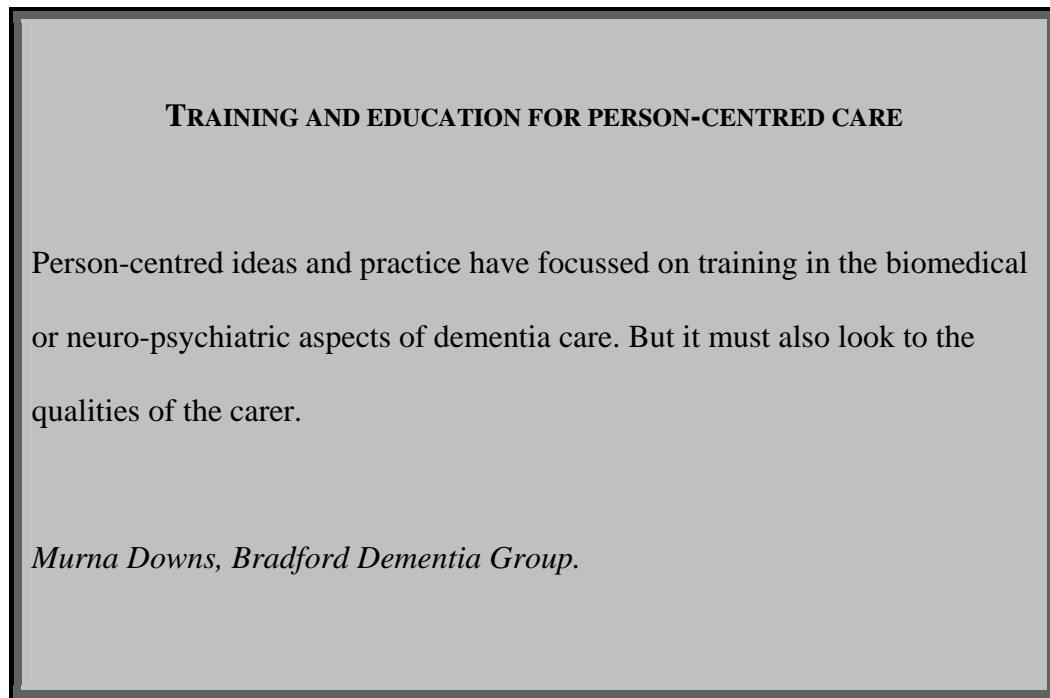 TRAINING AND EDUCATION FOR PERSON-CENTRED CARE
Person-centred ideas and practice have focussed on training in the biomedical
or neuro-psychiatric aspects of dementia care. But it must also look to the
qualities of the carer.
Murna Downs, Bradford Dementia Group.